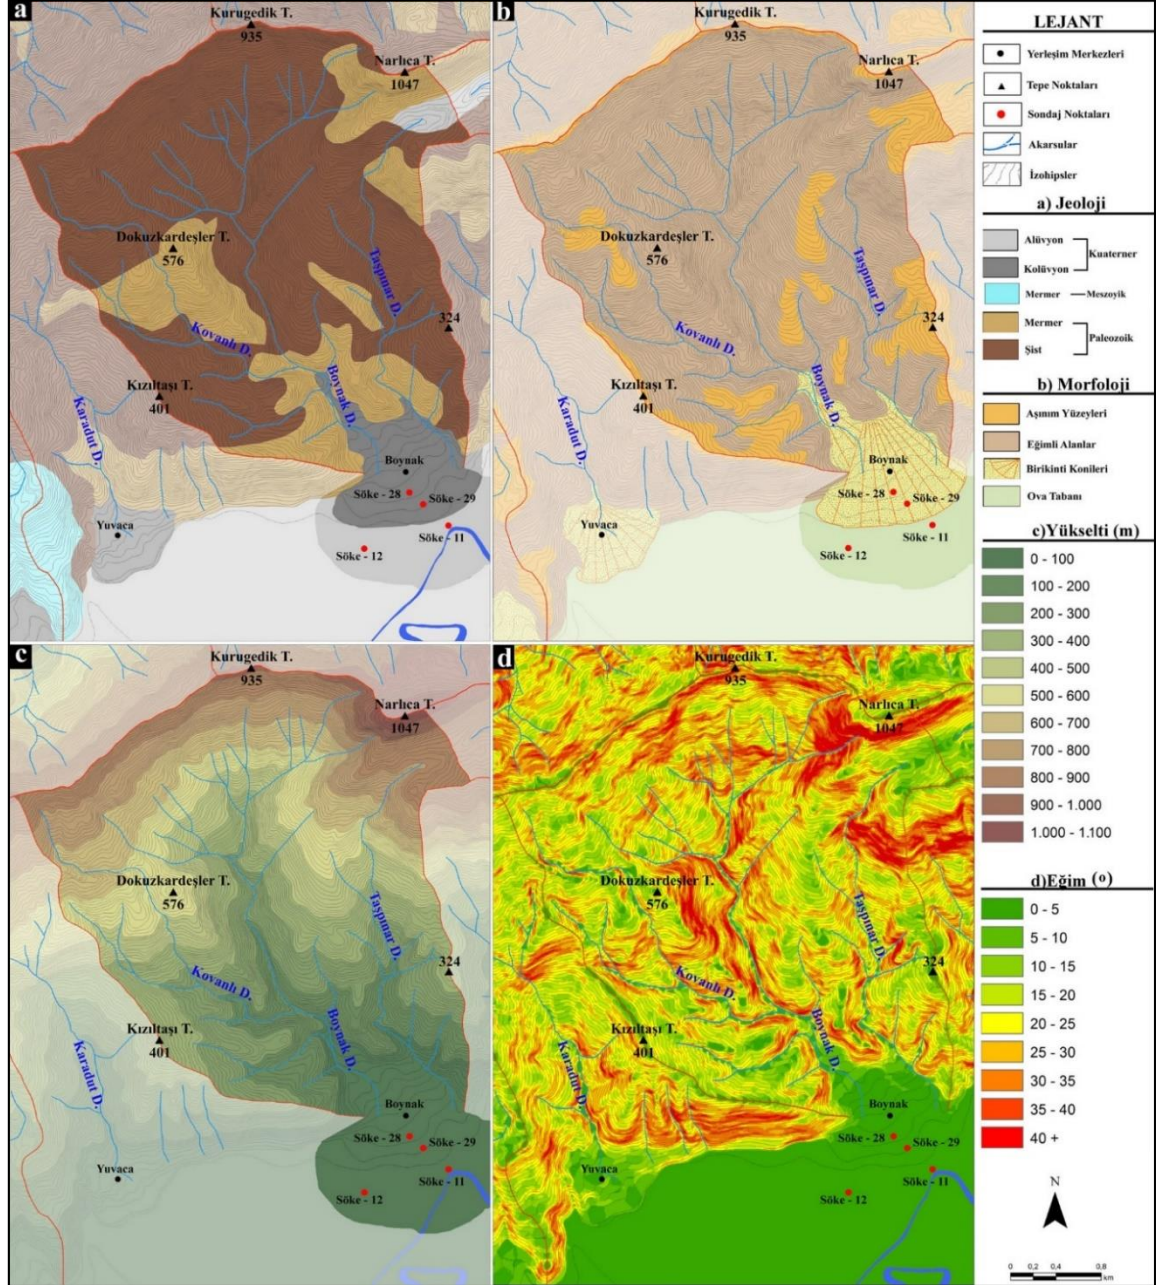 a
Kurugedik T.
935
Narlıca T.
1047
Dokuzkardeşler T.
576
Taşpınar D.
324
Kovanlı D.
Kızıltaşı T.
401
Boynak D.
Karadut D.
Boynak
Söke - 28
Söke - 29
Yuvaca
Söke - 11
Söke - 12
b
Kurugedik T.
935
Narlıca T.
1047
Dokuzkardeşler T.
576
Taşpınar D.
324
Kovanlı D.
Kızıltaşı T.
401
Boynak D.
Karadut D.
Boynak
Söke - 28
Söke - 29
Yuvaca
Söke - 11
Söke - 12
c
Kurugedik T.
935
Narlıca T.
1047
Dokuzkardeşler T.
576
Taşpınar D.
324
Kovanlı D.
Kızıltaşı T.
401
Boynak D.
Karadut D.
Boynak
Söke - 28
Söke - 29
Yuvaca
Söke - 11
Söke - 12
d
Kurugedik T.
935
Narlıca T.
1047
Dokuzkardeşler T.
576
Taşpınar D.
324
Kovanlı D.
Kızıltaşı T.
401
Boynak D.
Karadut D.
Boynak
Söke - 28
Söke - 29
Yuvaca
Söke - 11
Söke - 12
LEJANT
Yerleşim Merkezleri
Tepe Noktaları
Sondaj Noktaları
Akarsular
İzohipsler
a) Jeoloji
Alüvyon
Kuaterner
Kolüvyon
Mermer
Meszoyik
Mermer
Paleozoik
Şist
b) Morfoloji
Aşınım Yüzeyleri
Eğimli Alanlar
Birikinti Konileri
Ova Tabanı
c)Yükselti (m)
0 - 100
100 - 200
200 - 300
300 - 400
400 - 500
500 - 600
600 - 700
700 - 800
800 - 900
900 - 1.000
1.000 - 1.100
d)Eğim (o)
0 - 5
5 - 10
10 - 15
15 - 20
20 - 25
25 - 30
30 - 35
35 - 40
40 +
N
0 0,2 0,4 0,8
km